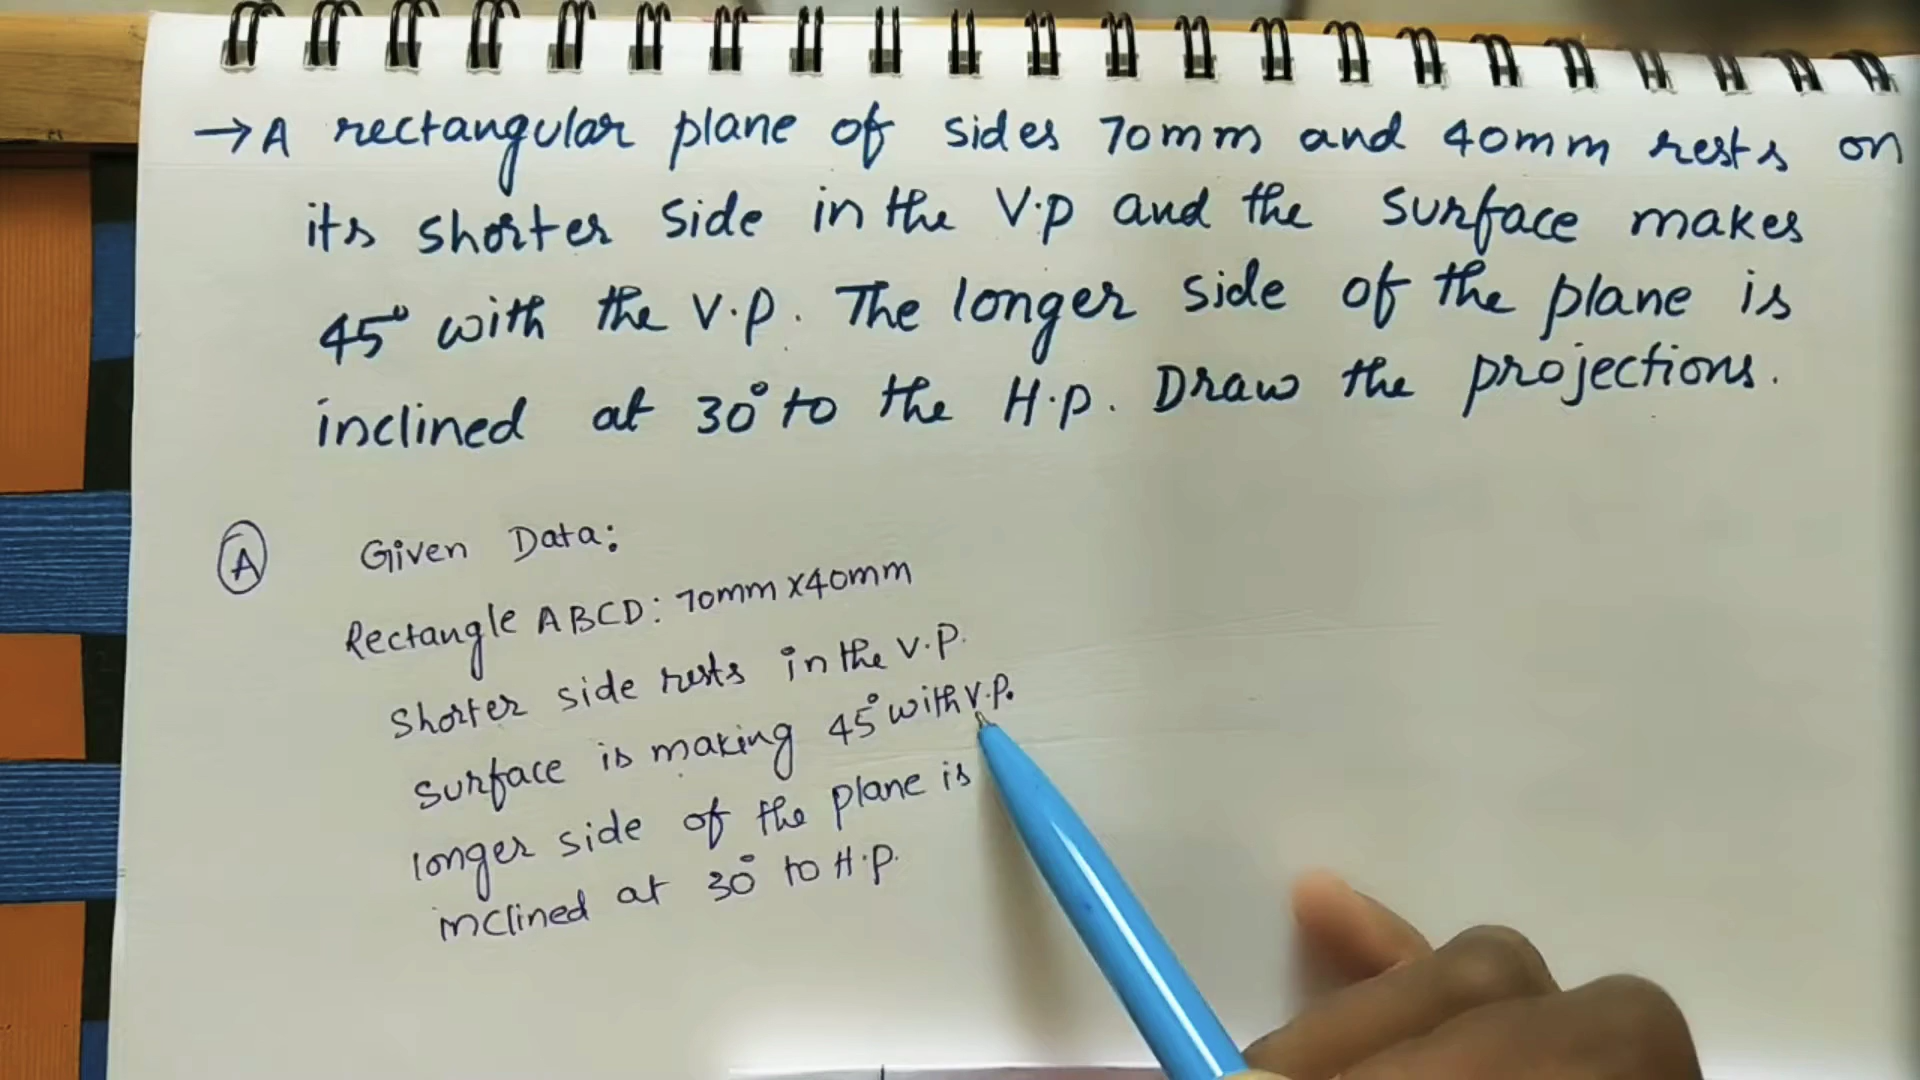 → A rectangular plane of sides 70mm and 40mm rests on
its shorter side in the V.P and the surface makes
45° with the V.P. The longer side of the plane is
inclined at 30° to the H.P. Draw the projections.
A Given Data:
Rectangle ABCD: 70mm x 40mm
Shorter side rests in the V.P.
Surface is making 45° with V.P.
longer side of the plane is
inclined at 30° to H.P.